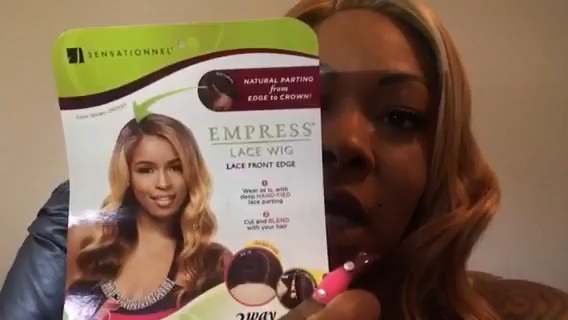 SENSATIONNEL
NATURAL PARTING
from
EDGE to CROWN!
EMPRESS
LACE WIG
LACE FRONT EDGE
1
Wear as is, with
deep HAND-TIED
lace parting
2
Cut and BLEND
with your hair
2way